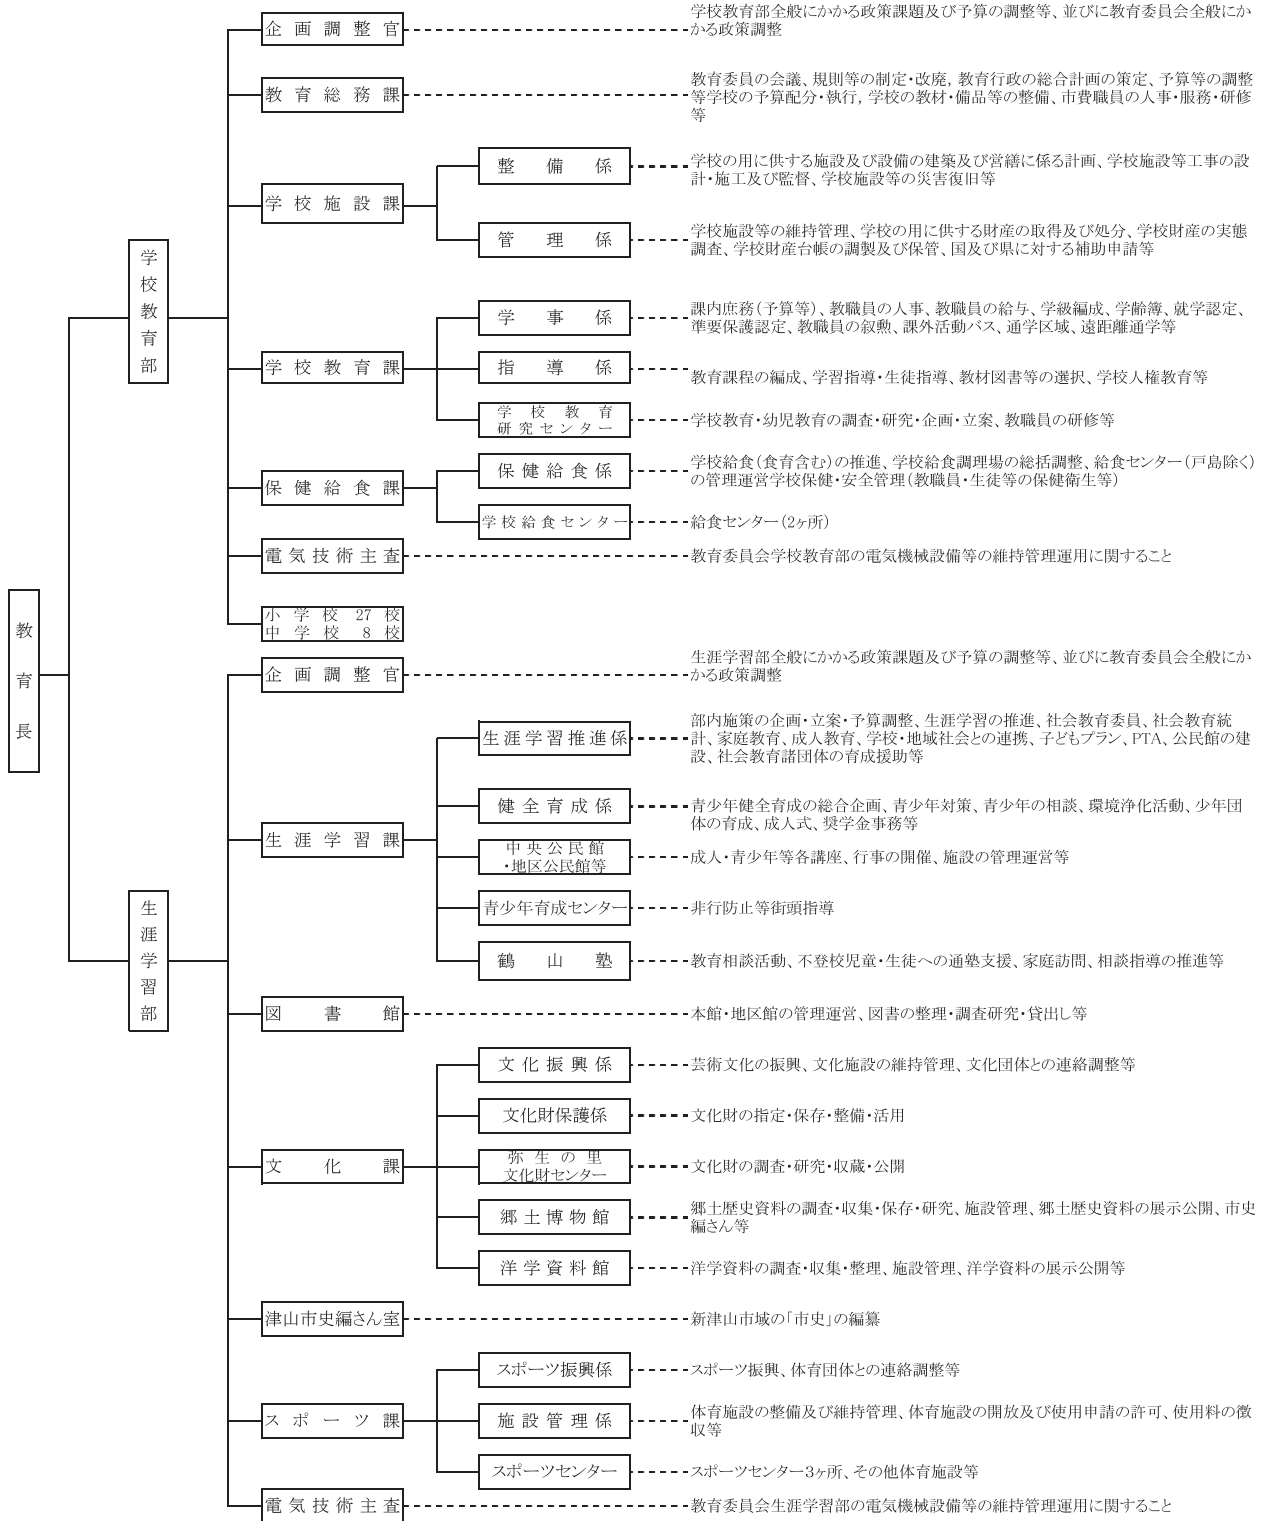 教育長
学校教育部
企画調整官
学校教育部全般にかかる政策課題及び予算の調整等、並びに教育委員会全般にか
かる政策調整
教育総務課
教育委員の会議、規則等の制定・改廃, 教育行政の総合計画の策定、予算等の調整
等学校の予算配分・執行, 学校の教材・備品等の整備、市費職員の人事・服務・研修
等
学校施設課
整備係
学校の用に供する施設及び設備の建築及び営繕に係る計画、学校施設等工事の設
計・施工及び監督、学校施設等の災害復旧等
管理係
学校施設等の維持管理、学校の用に供する財産の取得及び処分、学校財産の実態
調査、学校財産台帳の調製及び保管、国及び県に対する補助申請等
学校教育課
学事係
課内庶務（予算等）、教職員の人事、教職員の給与、学級編成、学齢簿、就学認定、
準要保護認定、教職員の叙勲、課外活動バス、通学区域、遠距離通学等
指導係
教育課程の編成、学習指導・生徒指導、教材図書等の選択、学校人権教育等
学校教育
研究センター
学校教育・幼児教育の調査・研究・企画・立案、教職員の研修等
保健給食課
保健給食係
学校給食（食育含む）の推進、学校給食調理場の総括調整、給食センター（戸島除く）
の管理運営学校保健・安全管理（教職員・生徒等の保健衛生等）
学校給食センター
給食センター（2ヶ所）
電気技術主査
教育委員会学校教育部の電気機械設備等の維持管理運用に関すること
小学校 27 校
中学校 8 校
生涯学習部
企画調整官
生涯学習部全般にかかる政策課題及び予算の調整等、並びに教育委員会全般にか
かる政策調整
生涯学習課
生涯学習推進係
部内施策の企画・立案・予算調整、生涯学習の推進、社会教育委員、社会教育統
計、家庭教育、成人教育、学校・地域社会との連携、子どもプラン、PTA、公民館の建
設、社会教育諸団体の育成援助等
健全育成係
青少年健全育成の総合企画、青少年対策、青少年の相談、環境浄化活動、少年団
体の育成、成人式、奨学金事務等
中央公民館
・地区公民館等
成人・青少年等各講座、行事の開催、施設の管理運営等
青少年育成センター
非行防止等街頭指導
鶴山塾
教育相談活動、不登校児童・生徒への通塾支援、家庭訪問、相談指導の推進等
図書館
本館・地区館の管理運営、図書の整理・調査研究・貸出し等
文化課
文化振興係
芸術文化の振興、文化施設の維持管理、文化団体との連絡調整等
文化財保護係
文化財の指定・保存・整備・活用
弥生の里
文化財センター
文化財の調査・研究・収蔵・公開
郷土博物館
郷土歴史資料の調査・収集・保存・研究、施設管理、郷土歴史資料の展示公開、市史
編さん等
洋学資料館
洋学資料の調査・収集・整理、施設管理、洋学資料の展示公開等
津山市史編さん室
新津山市域の「市史」の編纂
スポーツ課
スポーツ振興係
スポーツ振興、体育団体との連絡調整等
施設管理係
体育施設の整備及び維持管理、体育施設の開放及び使用申請の許可、使用料の徴
収等
スポーツセンター
スポーツセンター3ヶ所、その他体育施設等
電気技術主査
教育委員会生涯学習部の電気機械設備等の維持管理運用に関すること